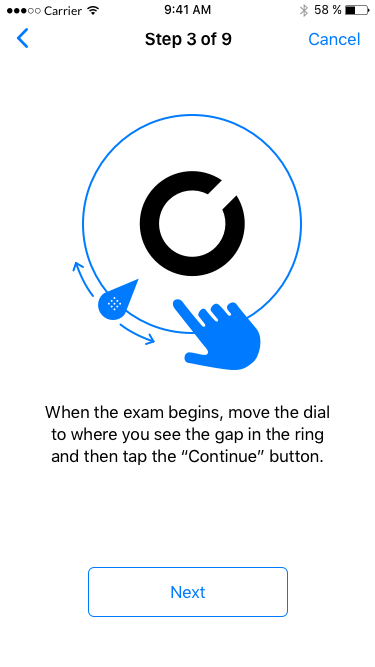 Carrier 9:41 AM 58 %
Step 3 of 9 Cancel
When the exam begins, move the dial
to where you see the gap in the ring
and then tap the “Continue” button.
Next